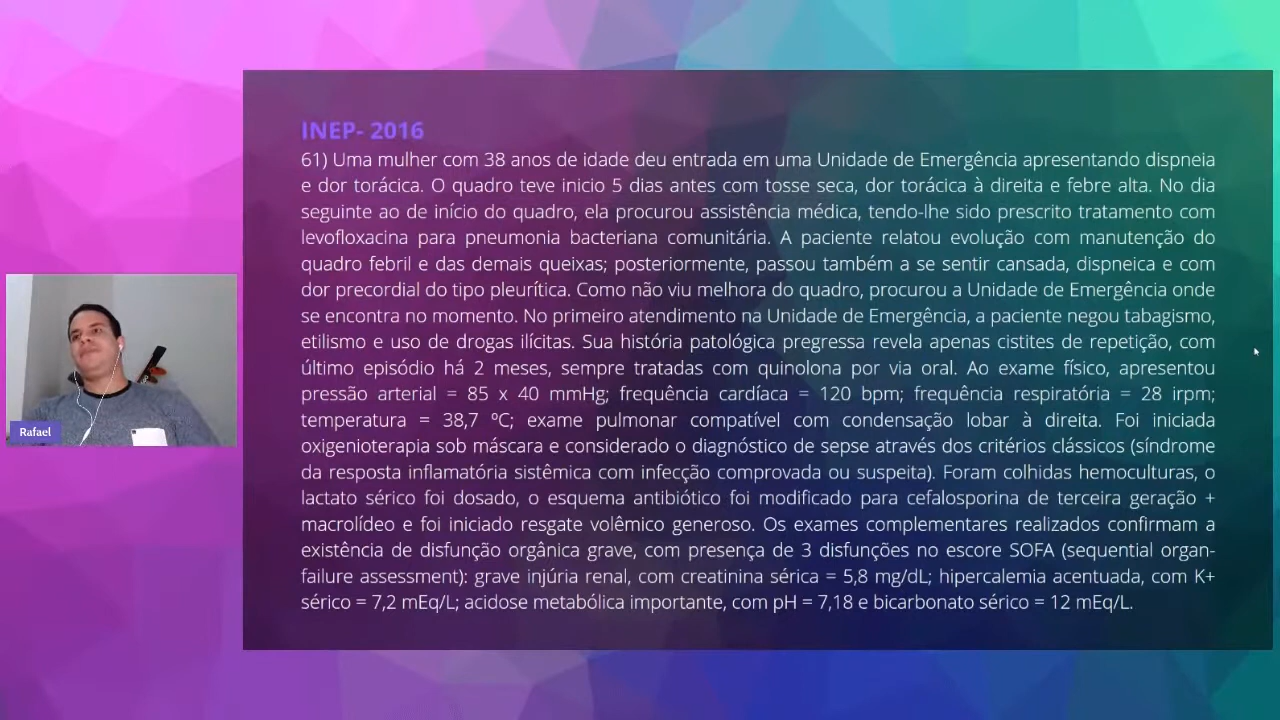 INEP- 2016
61) Uma mulher com 38 anos de idade deu entrada em uma Unidade de Emergência apresentando dispneia
e dor torácica. O quadro teve inicio 5 dias antes com tosse seca, dor torácica à direita e febre alta. No dia
seguinte ao de início do quadro, ela procurou assistência médica, tendo-lhe sido prescrito tratamento com
levofloxacina para pneumonia bacteriana comunitária. A paciente relatou evolução com manutenção do
quadro febril e das demais queixas; posteriormente, passou também a se sentir cansada, dispneica e com
dor precordial do tipo pleurítica. Como não viu melhora do quadro, procurou a Unidade de Emergência onde
se encontra no momento. No primeiro atendimento na Unidade de Emergência, a paciente negou tabagismo,
etilismo e uso de drogas ilícitas. Sua história patológica pregressa revela apenas cistites de repetição, com
último episódio há 2 meses, sempre tratadas com quinolona por via oral. Ao exame físico, apresentou
pressão arterial = 85 x 40 mmHg; frequência cardíaca = 120 bpm; frequência respiratória = 28 irpm;
temperatura = 38,7 ºC; exame pulmonar compatível com condensação lobar à direita. Foi iniciada
oxigenioterapia sob máscara e considerado o diagnóstico de sepse através dos critérios clássicos (síndrome
da resposta inflamatória sistêmica com infecção comprovada ou suspeita). Foram colhidas hemoculturas, o
lactato sérico foi dosado, o esquema antibiótico foi modificado para cefalosporina de terceira geração +
macrolídeo e foi iniciado resgate volêmico generoso. Os exames complementares realizados confirmam a
existência de disfunção orgânica grave, com presença de 3 disfunções no escore SOFA (sequential organ-
failure assessment): grave injúria renal, com creatinina sérica = 5,8 mg/dL; hipercalemia acentuada, com K+
sérico = 7,2 mEq/L; acidose metabólica importante, com pH = 7,18 e bicarbonato sérico = 12 mEq/L.
Rafael